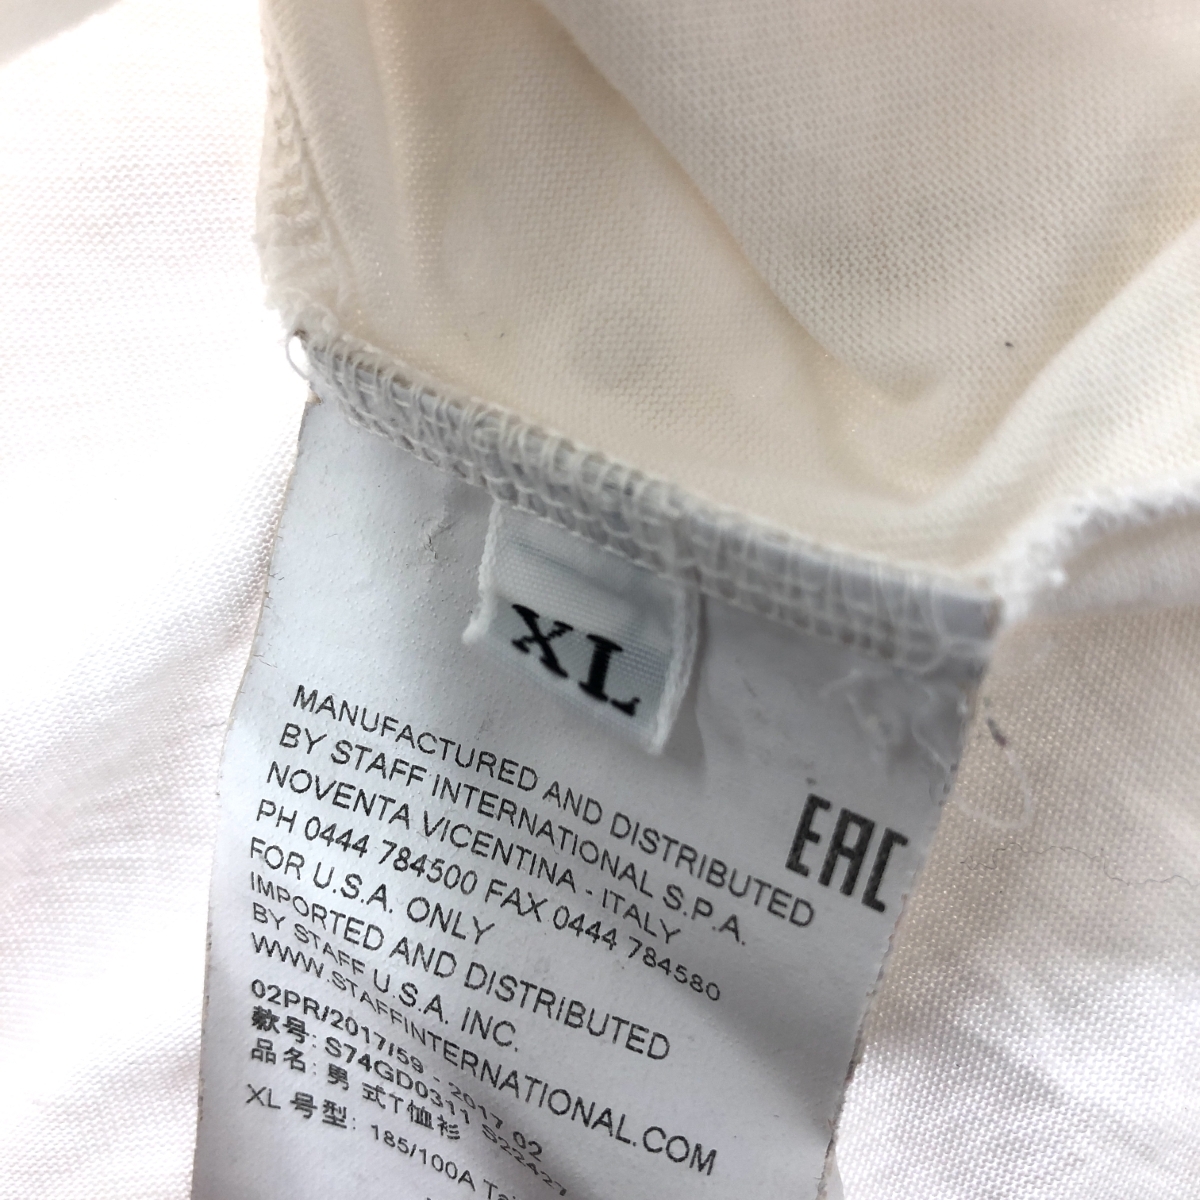 XL
MANUFACTURED AND DISTRIBUTED
BY STAFF INTERNATIONAL S.P.A.
NOVENTA VICENTINA - ITALY
PH 0444 784500 FAX 0444 784580
EAC
FOR U.S.A. ONLY
IMPORTED AND DISTRIBUTED
BY STAFF U.S.A. INC.
WWW.STAFFINTERNATIONAL.COM
02PR/2017/59 - 2017 02
款号: S74GD0311 S22427
品名: 男 式T恤衫
XL 号型: 185/100A